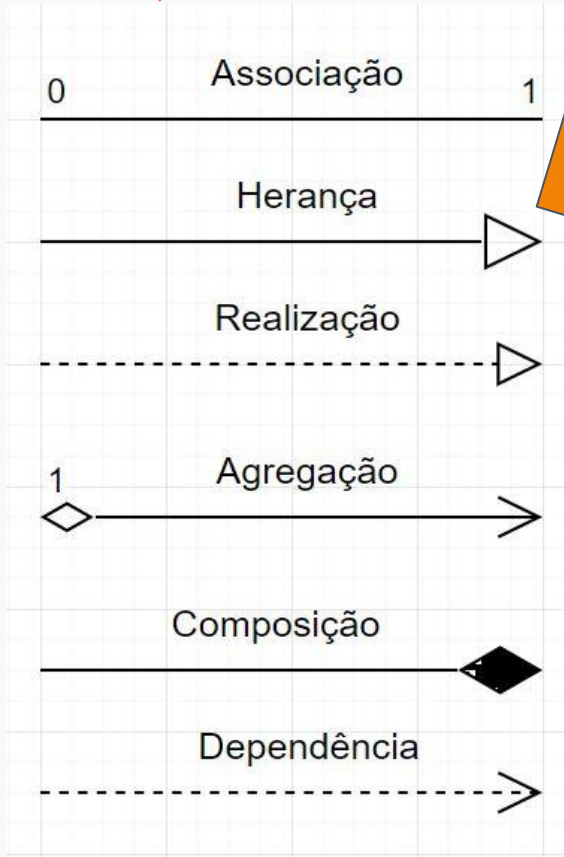 Associação
0 1
Herança
Realização
Agregação
1
Composição
Dependência